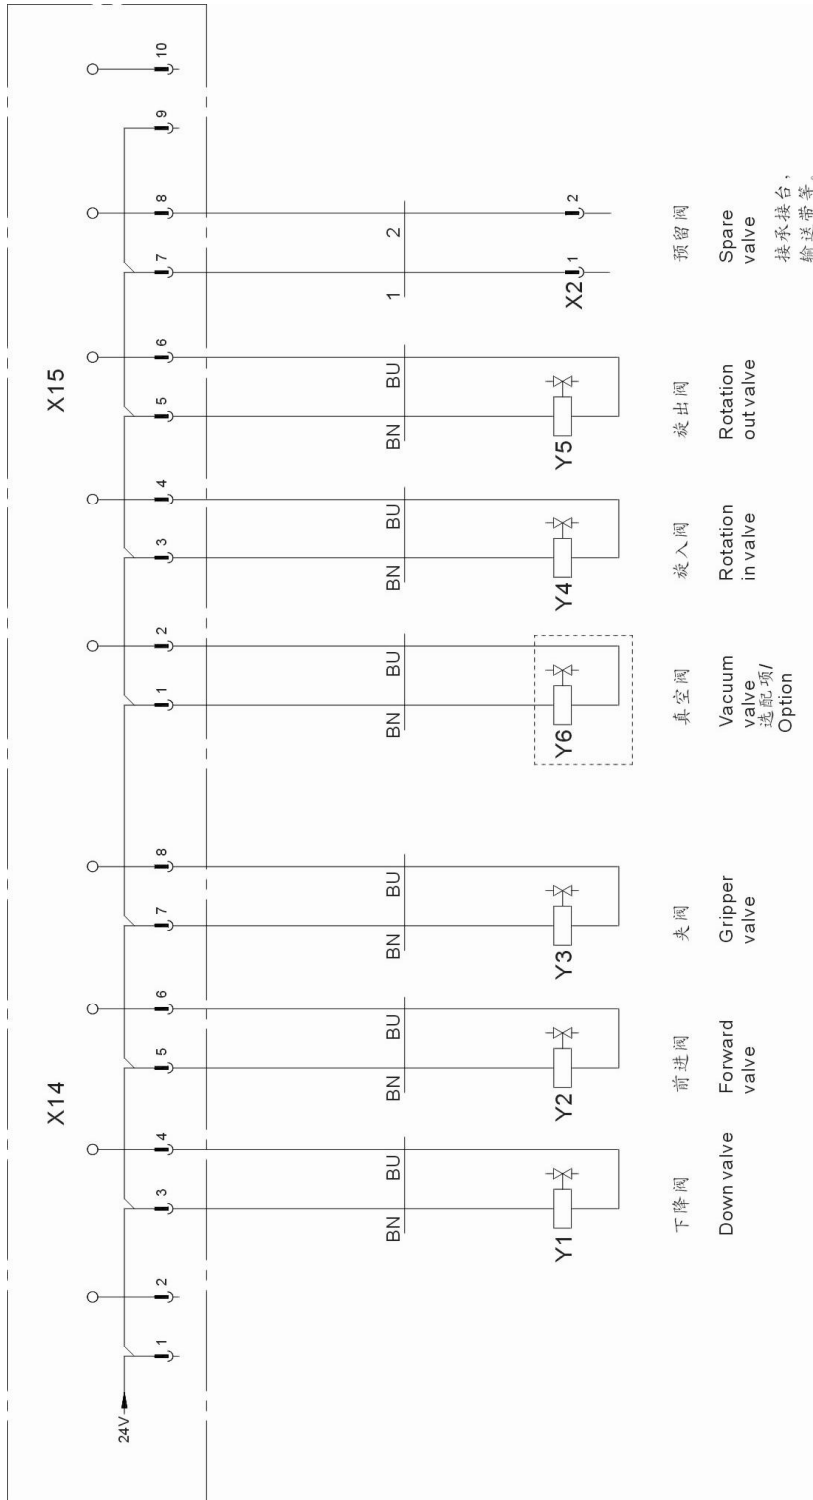 X14
X15
24V
1 2 3 4 5 6 7 8
1 2 3 4 5 6 7 8 9 10
BN BU
BN BU
BN BU
BN BU
BN BU
BN BU
1 2
Y1
Y2
Y3
Y6
Y4
Y5
X2 1 2
下降阀
Down valve
前进阀
Forward
valve
夹阀
Gripper
valve
真空阀
Vacuum
valve
选配项/
Option
旋入阀
Rotation
in valve
旋出阀
Rotation
out valve
预留阀
Spare
valve
接承接台,
输送带等。